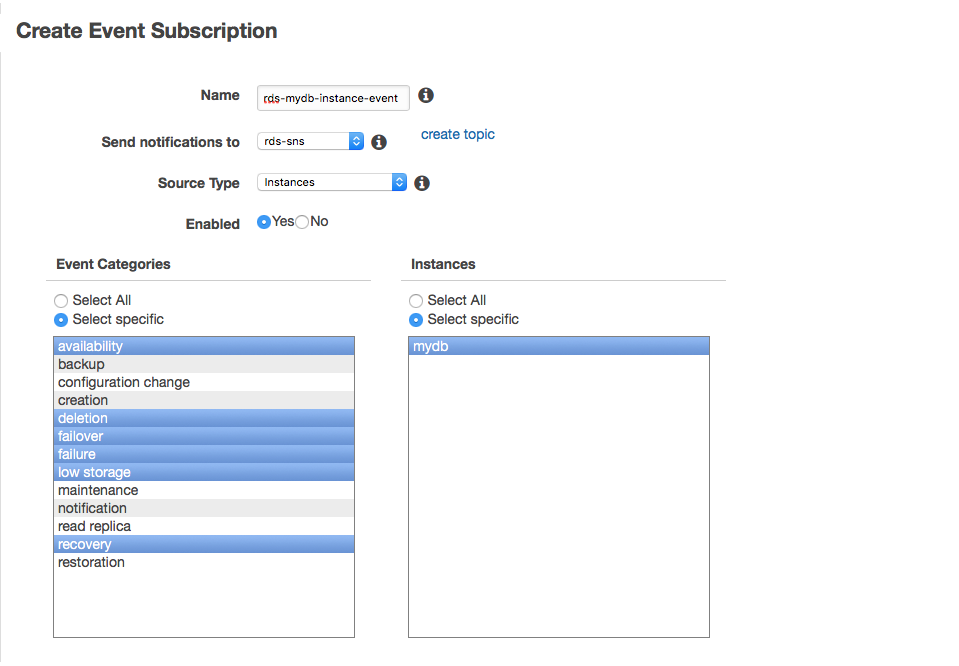 Create Event Subscription
Name rds-mydb-instance-event
Send notifications to rds-sns create topic
Source Type Instances
Enabled Yes No
Event Categories Instances
Select All Select All
Select specific Select specific
availability mydb
backup
configuration change
creation
deletion
failover
failure
low storage
maintenance
notification
read replica
recovery
restoration